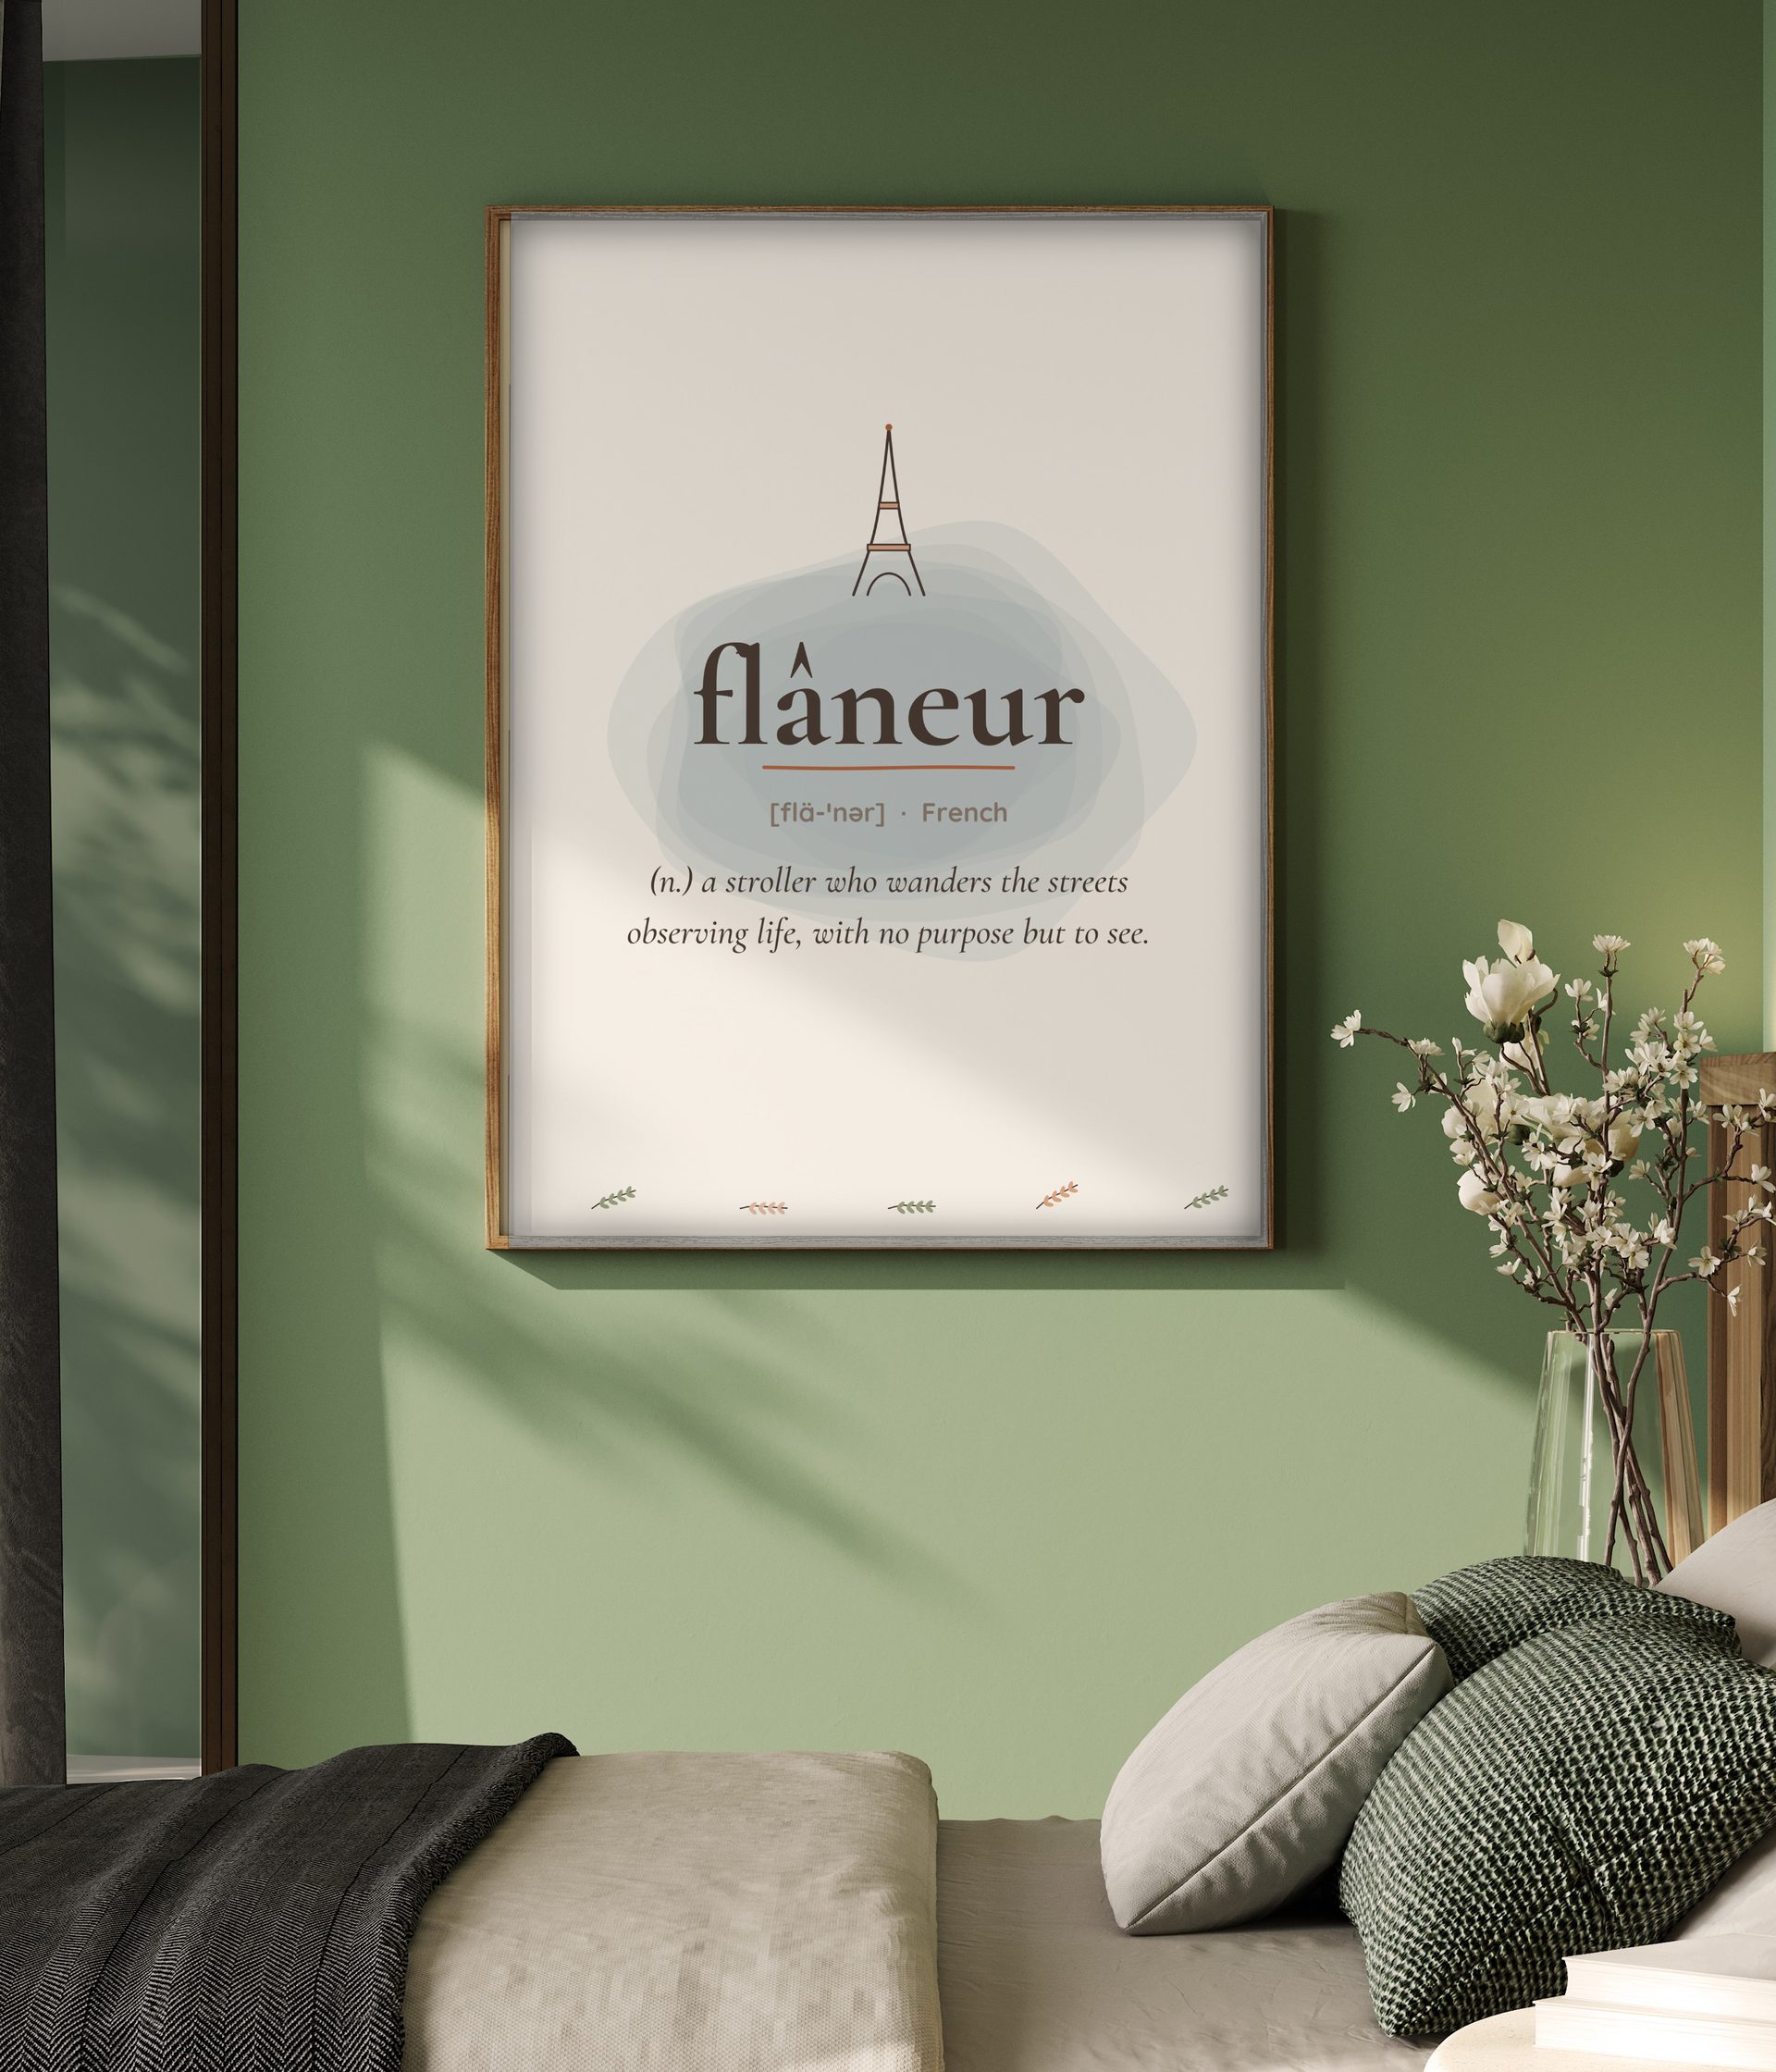 flâneur
[flä-ˈnər] · French
(n.) a stroller who wanders the streets
observing life, with no purpose but to see.